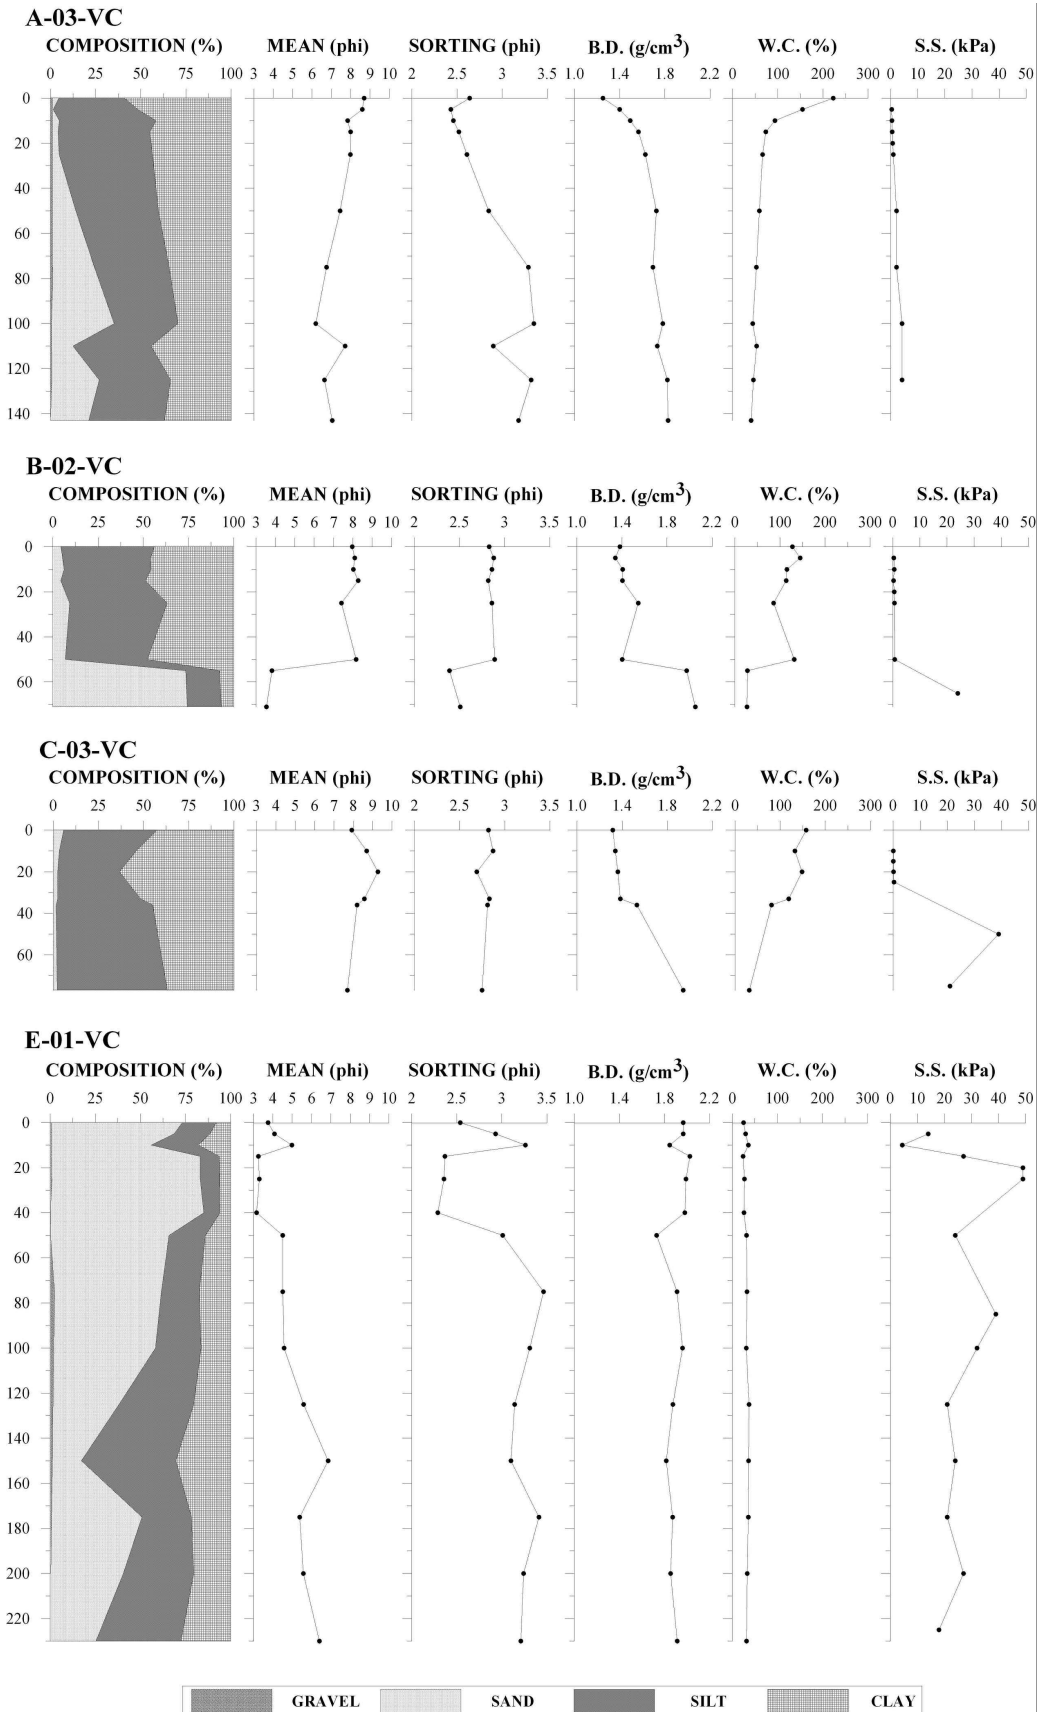 A-03-VC
COMPOSITION (%) MEAN (phi) SORTING (phi) B.D. (g/cm3) W.C. (%) S.S. (kPa)
0 25 50 75 100 3 4 5 6 7 8 9 10 2 2.5 3 3.5 1.0 1.4 1.8 2.2 0 100 200 300 0 10 20 30 40 50
0
20
40
60
80
100
120
140
B-02-VC
COMPOSITION (%) MEAN (phi) SORTING (phi) B.D. (g/cm3) W.C. (%) S.S. (kPa)
0 25 50 75 100 3 4 5 6 7 8 9 10 2 2.5 3 3.5 1.0 1.4 1.8 2.2 0 100 200 300 0 10 20 30 40 50
0
20
40
60
C-03-VC
COMPOSITION (%) MEAN (phi) SORTING (phi) B.D. (g/cm3) W.C. (%) S.S. (kPa)
0 25 50 75 100 3 4 5 6 7 8 9 10 2 2.5 3 3.5 1.0 1.4 1.8 2.2 0 100 200 300 0 10 20 30 40 50
0
20
40
60
E-01-VC
COMPOSITION (%) MEAN (phi) SORTING (phi) B.D. (g/cm3) W.C. (%) S.S. (kPa)
0 25 50 75 100 3 4 5 6 7 8 9 10 2 2.5 3 3.5 1.0 1.4 1.8 2.2 0 100 200 300 0 10 20 30 40 50
0
20
40
60
80
100
120
140
160
180
200
220
GRAVEL SAND SILT CLAY